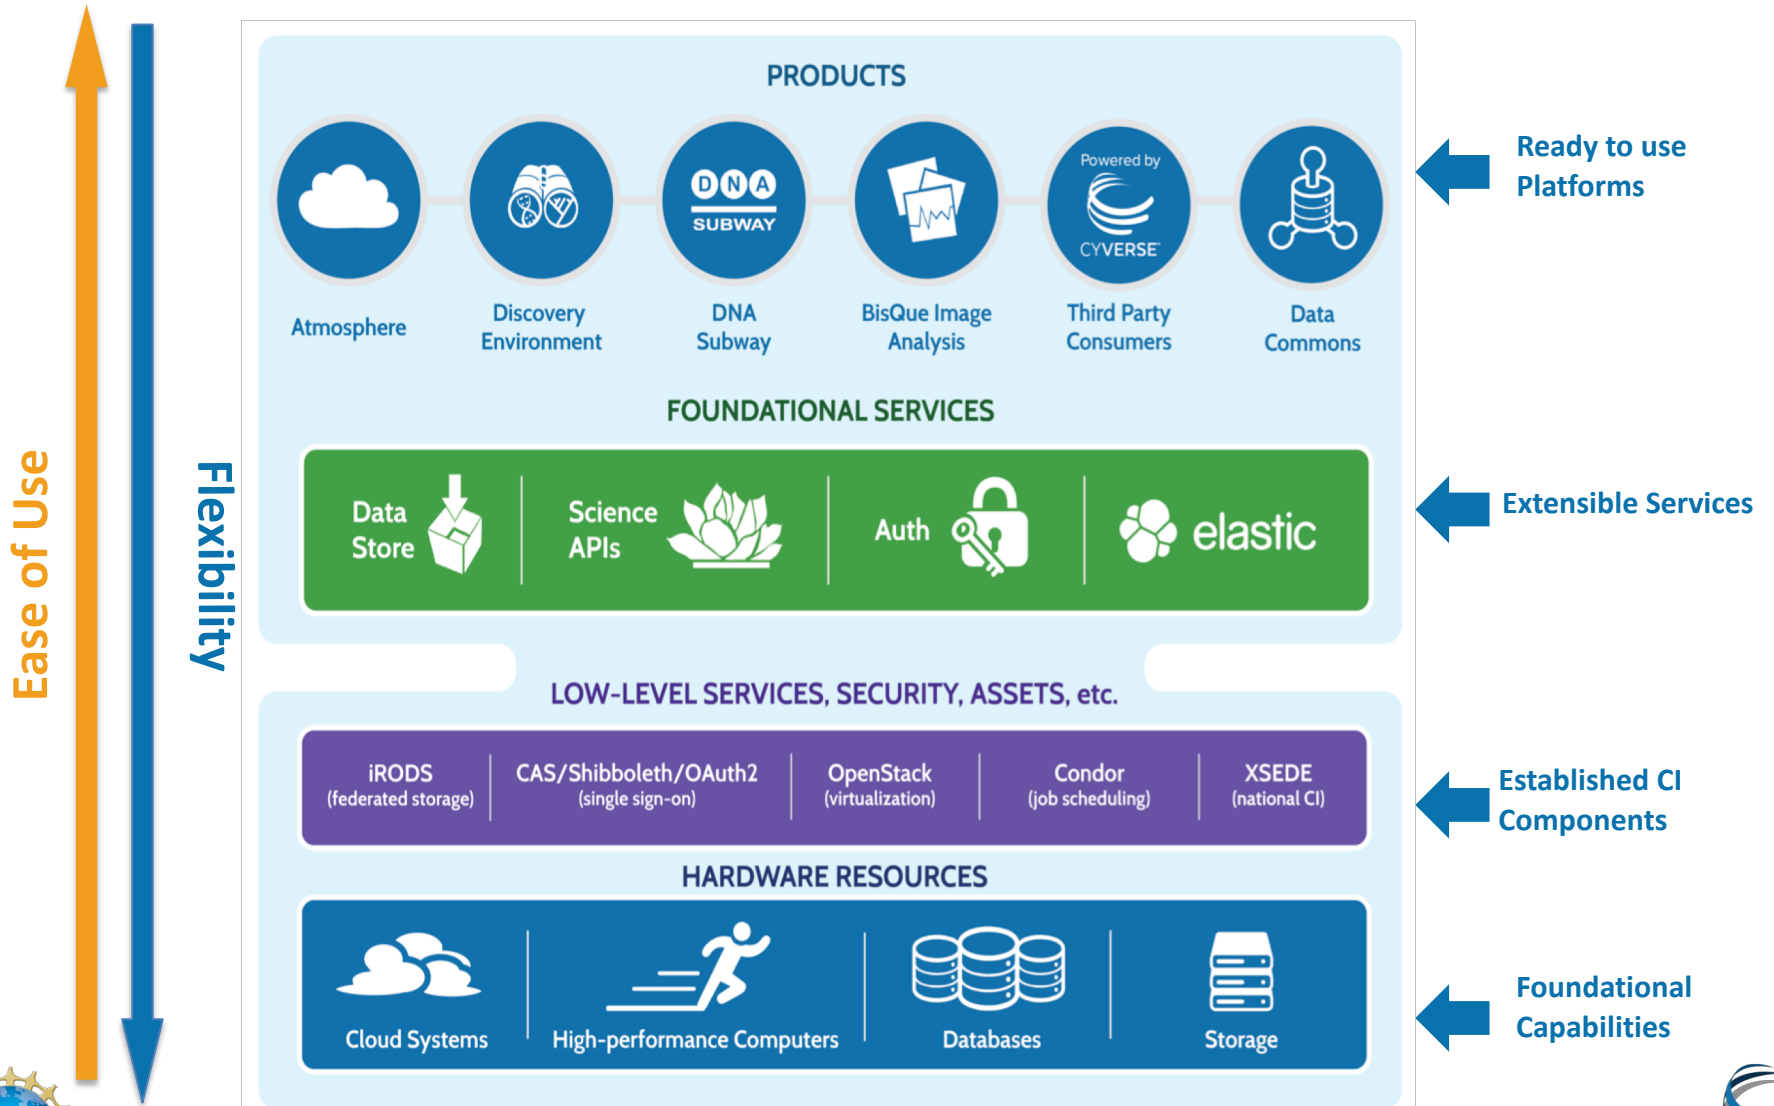 Ease of Use
Flexibility
PRODUCTS
DNA
SUBWAY
Powered by
CYVERSE
Atmosphere
Discovery
Environment
DNA
Subway
BisQue Image
Analysis
Third Party
Consumers
Data
Commons
Ready to use
Platforms
FOUNDATIONAL SERVICES
Data
Store
Science
APIs
Auth
elastic
Extensible Services
LOW-LEVEL SERVICES, SECURITY, ASSETS, etc.
iRODS
(federated storage)
CAS/Shibboleth/OAuth2
(single sign-on)
OpenStack
(virtualization)
Condor
(job scheduling)
XSEDE
(national CI)
Established CI
Components
HARDWARE RESOURCES
Cloud Systems
High-performance Computers
Databases
Storage
Foundational
Capabilities